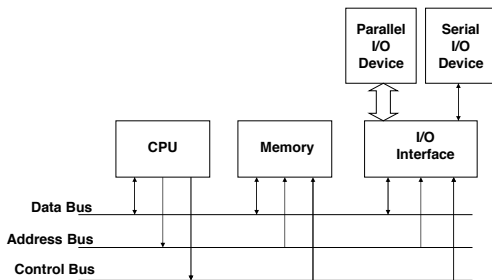 Parallel
I/O
Device
Serial
I/O
Device
CPU
Memory
I/O
Interface
Data Bus
Address Bus
Control Bus